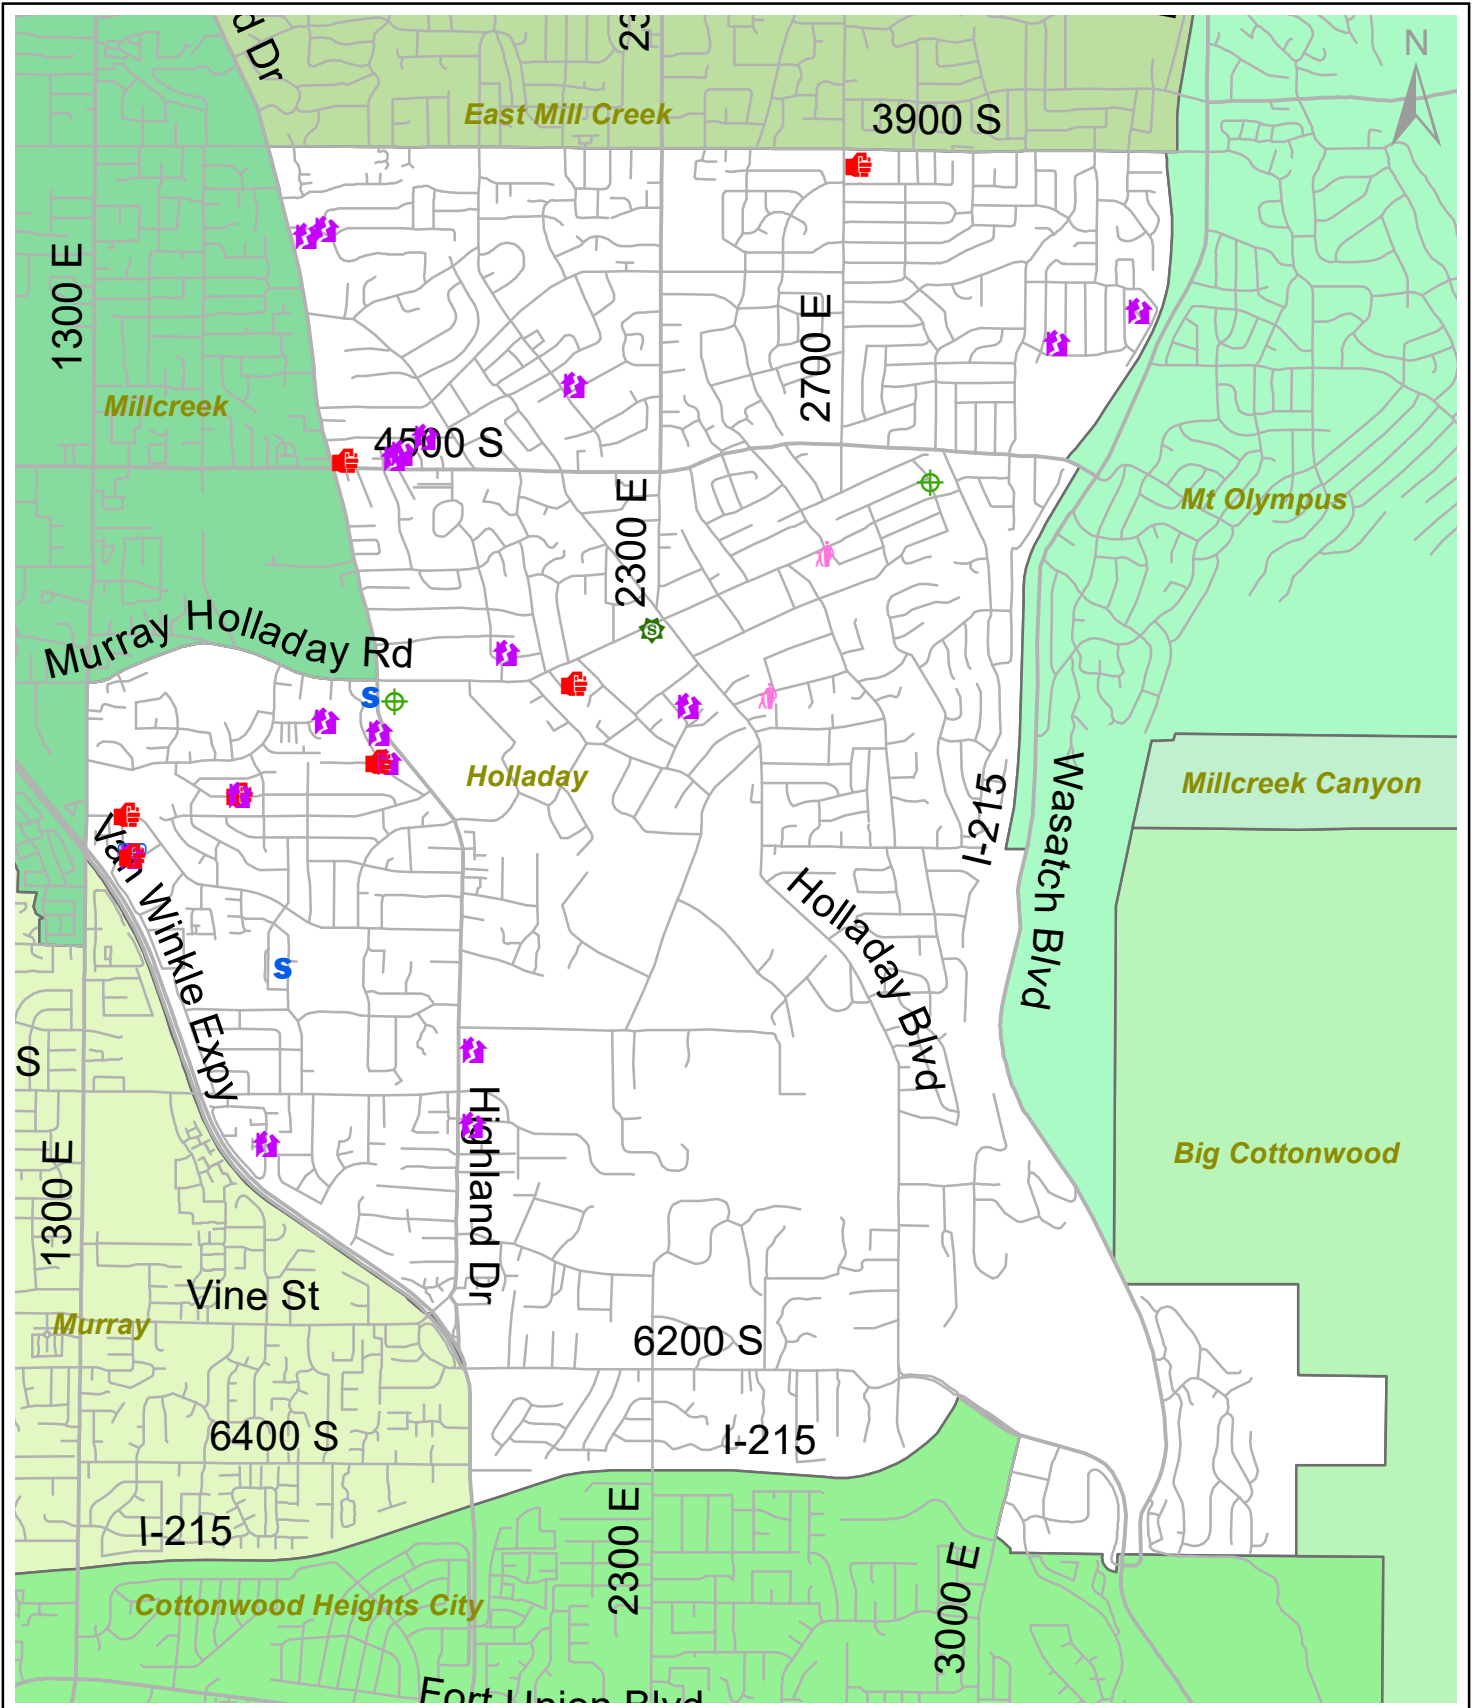 d Dr
23
N
East Mill Creek
3900 S
1300 E
2700 E
Millcreek
4500 S
Mt Olympus
2300 E
Murray Holladay Rd
S
S
Holladay
Millcreek Canyon
I-215
Wasatch Blvd
Van Winkle Expy
Holladay Blvd
S
S
Highland Dr
1300 E
Big Cottonwood
Vine St
Murray
6200 S
6400 S
I-215
I-215
2300 E
3000 E
Cottonwood Heights City
Fort Union Blvd